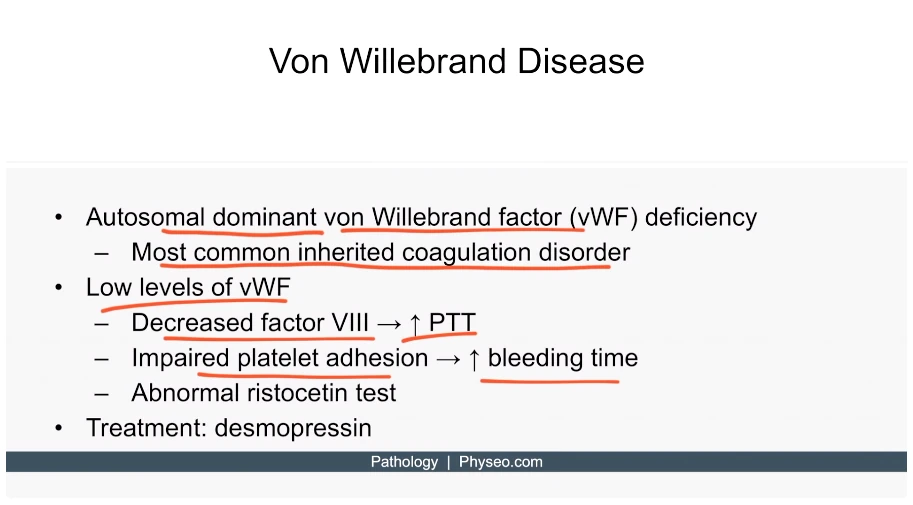 Von Willebrand Disease
• Autosomal dominant von Willebrand factor (vWF) deficiency
– Most common inherited coagulation disorder
• Low levels of vWF
– Decreased factor VIII → ↑ PTT
– Impaired platelet adhesion → ↑ bleeding time
– Abnormal ristocetin test
• Treatment: desmopressin
Pathology | Physeo.com